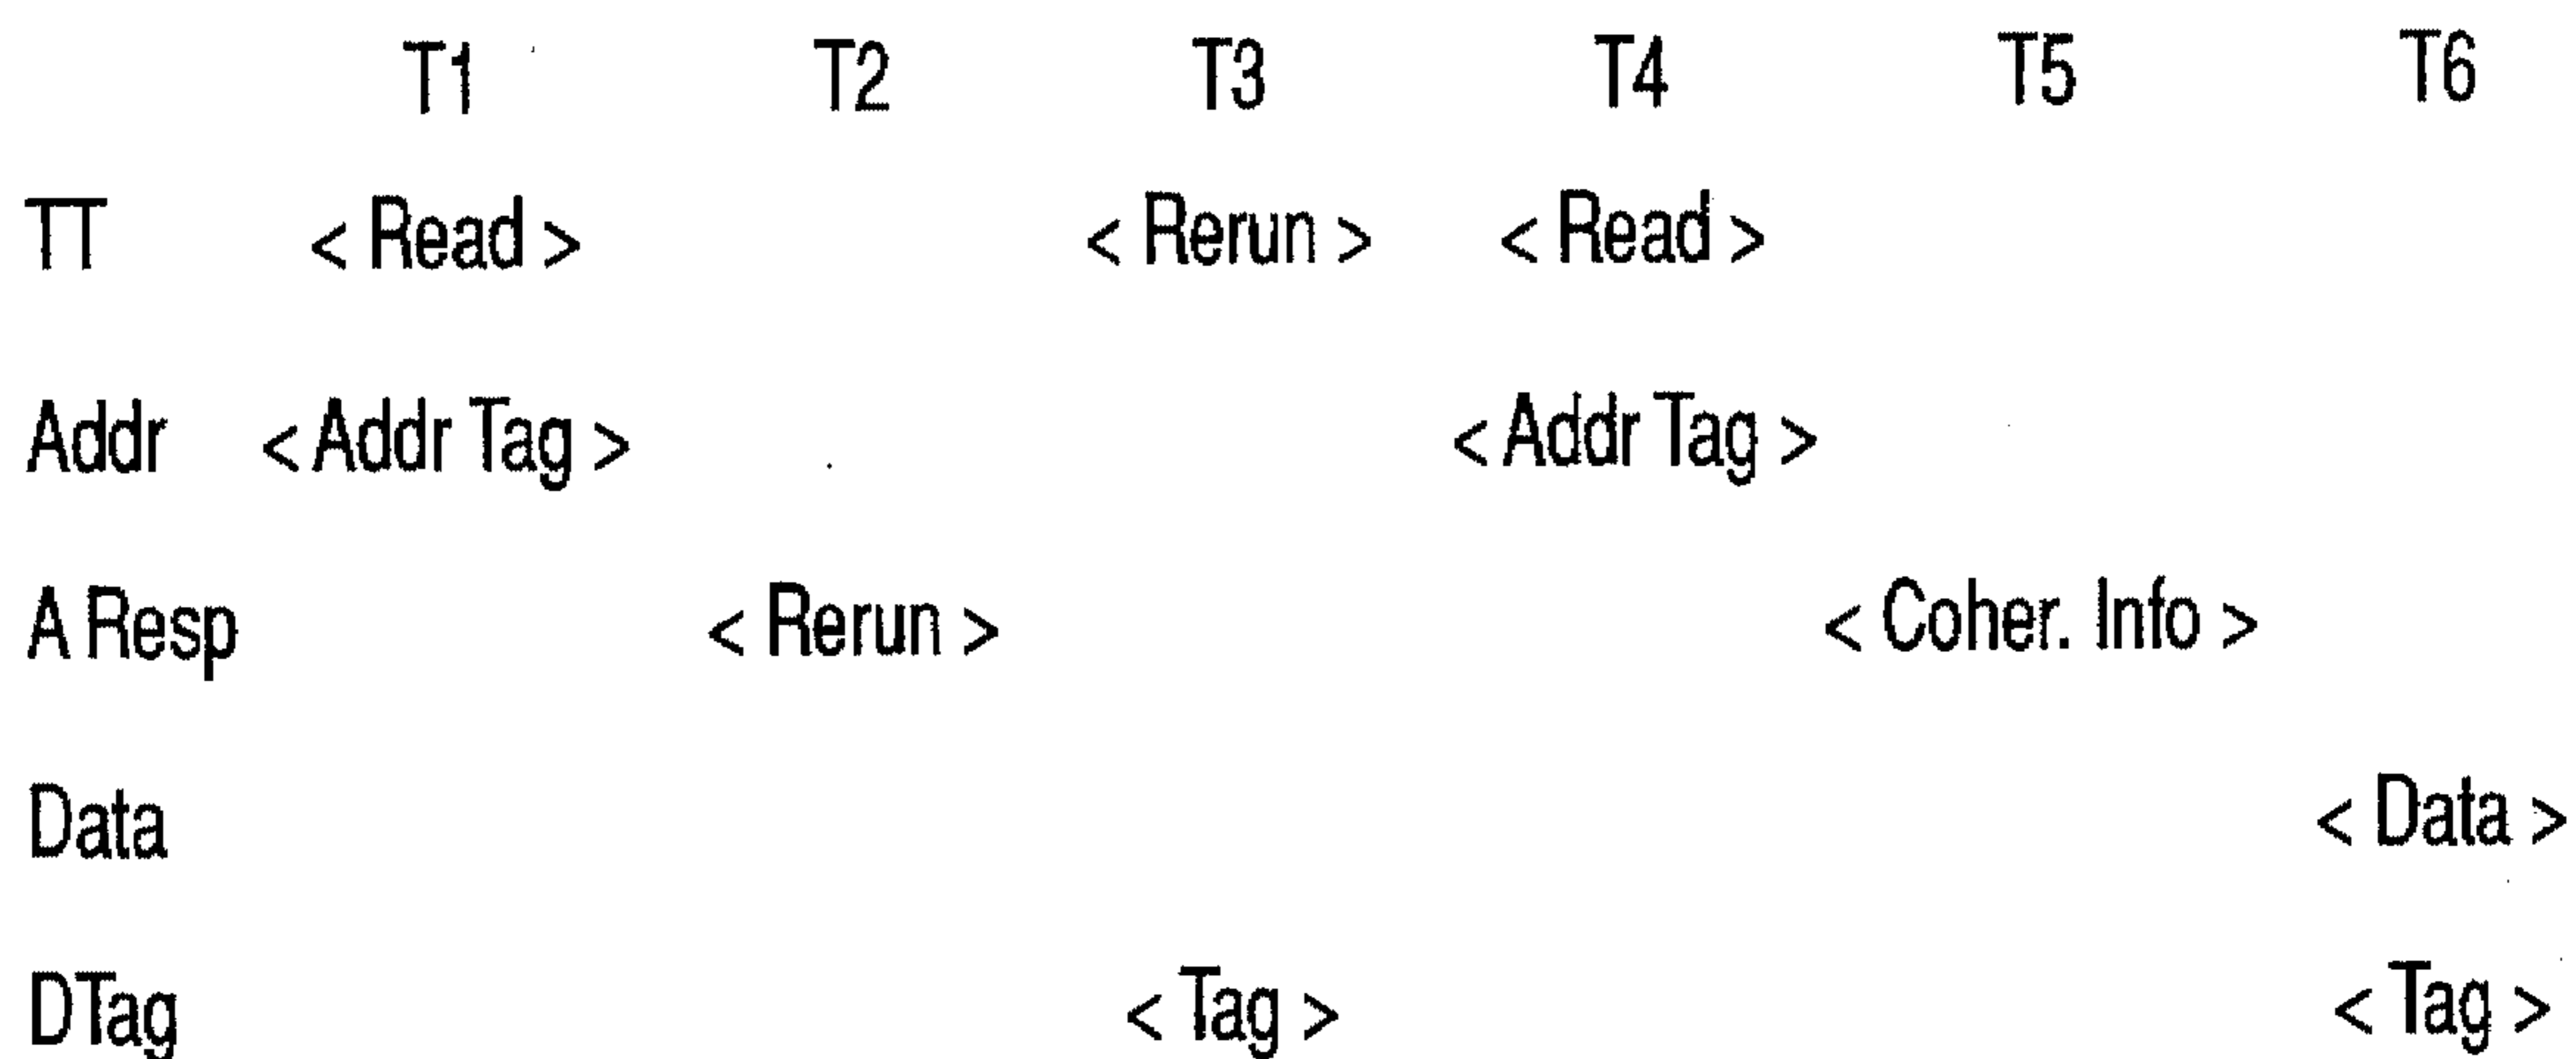 T1 T2 T3 T4 T5 T6
TT < Read > < Rerun > < Read >
Addr < Addr Tag > < Addr Tag >
A Resp < Rerun > < Coher. Info >
Data < Data >
DTag < Tag > < Tag >